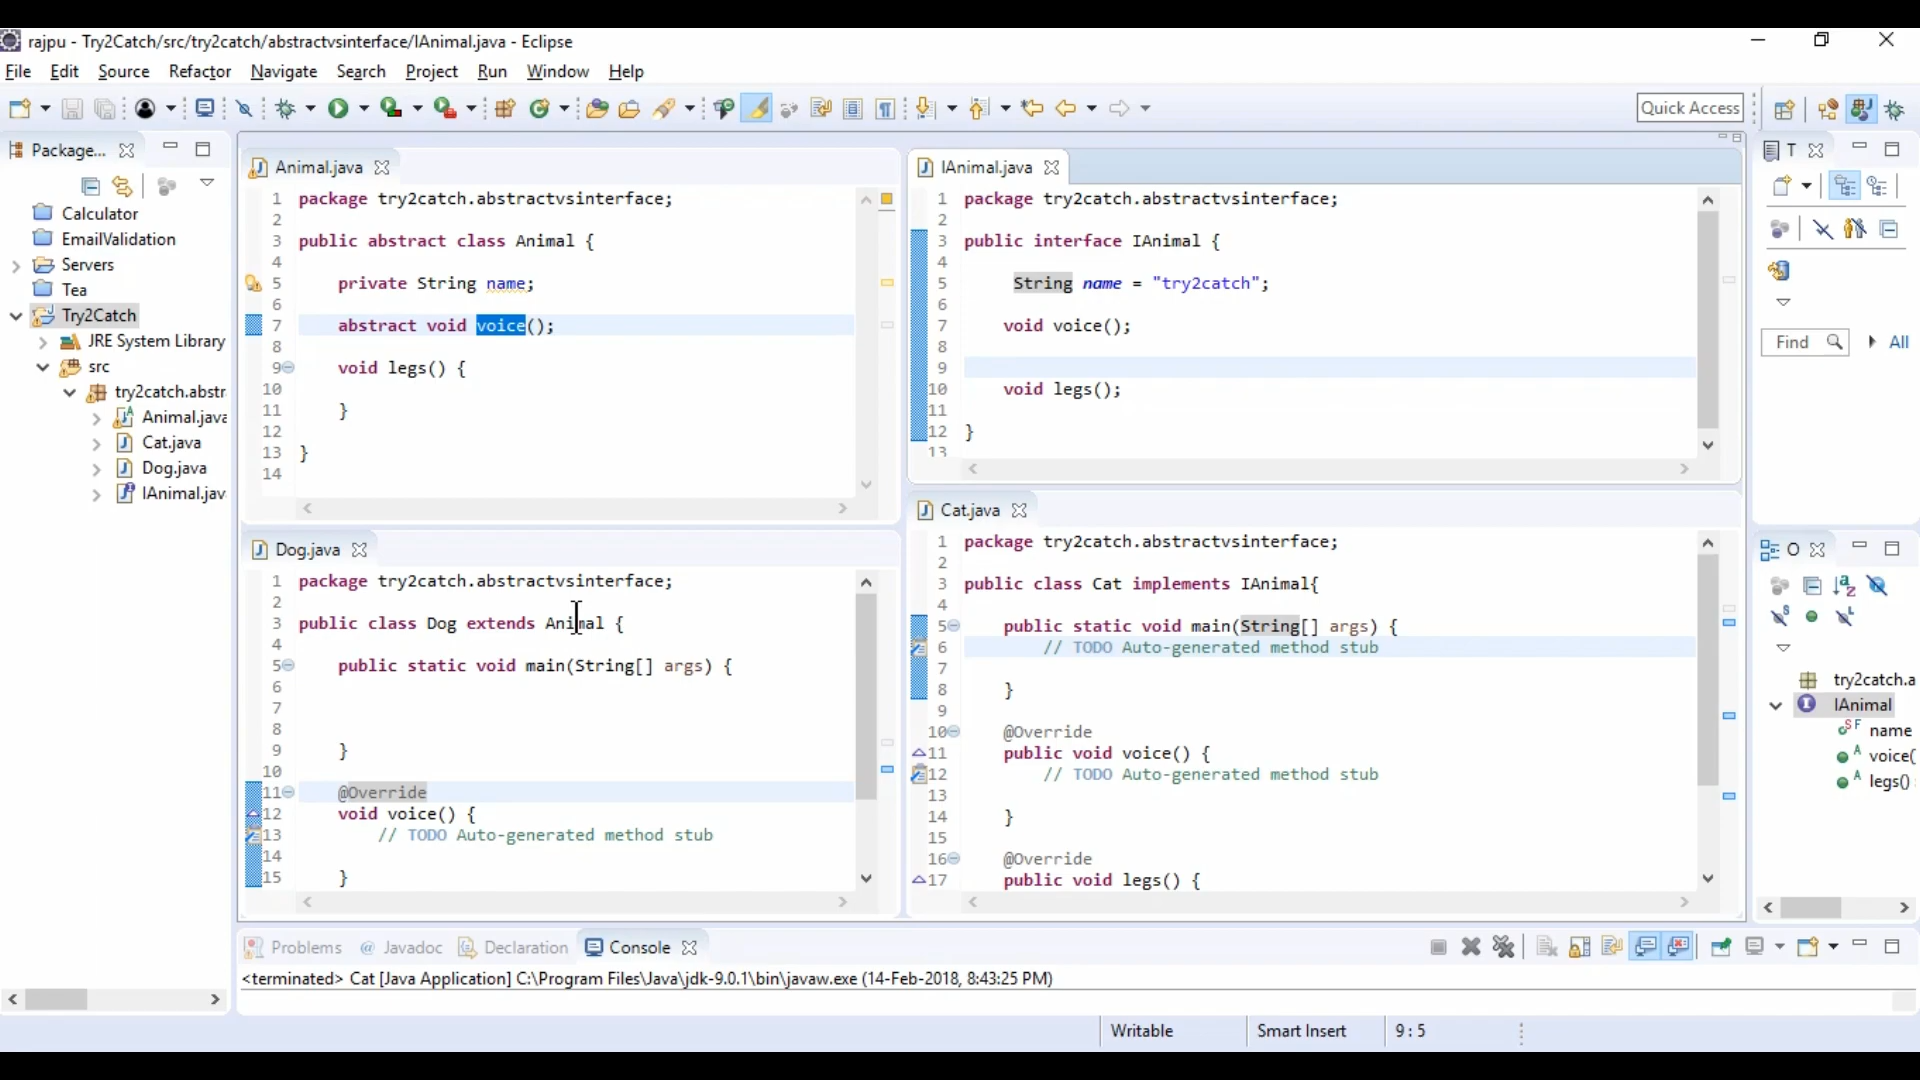 rajpu - Try2Catch/src/try2catch/abstractvsinterface/IAnimal.java - Eclipse
File Edit Source Refactor Navigate Search Project Run Window Help
Quick Access
Package...
Calculator
EmailValidation
Servers
Tea
Try2Catch
JRE System Library
src
try2catch.abstr
Animal.java
Cat.java
Dog.java
IAnimal.jav
Animal.java
1 package try2catch.abstractvsinterface;
2
3 public abstract class Animal {
4
5 private String name;
6
7 abstract void voice();
8
9 void legs() {
10
11 }
12
13 }
14
IAnimal.java
1 package try2catch.abstractvsinterface;
2
3 public interface IAnimal {
4
5 String name = "try2catch";
6
7 void voice();
8
9
10 void legs();
11
12 }
13
Dog.java
1 package try2catch.abstractvsinterface;
2
3 public class Dog extends Animal {
4
5 public static void main(String[] args) {
6
7
8
9 }
10
11 @Override
12 void voice() {
13 // TODO Auto-generated method stub
14
15 }
Cat.java
1 package try2catch.abstractvsinterface;
2
3 public class Cat implements IAnimal{
4
5 public static void main(String[] args) {
6 // TODO Auto-generated method stub
7
8 }
9
10 @Override
11 public void voice() {
12 // TODO Auto-generated method stub
13
14 }
15
16 @Override
17 public void legs() {
T
Find All
O
try2catch.a
IAnimal
name
voice(
legs()
Problems @ Javadoc Declaration Console
<terminated> Cat [Java Application] C:\Program Files\Java\jdk-9.0.1\bin\javaw.exe (14-Feb-2018, 8:43:25 PM)
Writable Smart Insert 9 : 5